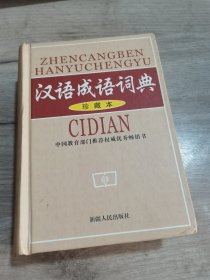 ZHENCANGBEN
HANYUCHENGYU
汉语成语词典
珍藏本
CIDIAN
中国教育部门推荐权威优秀畅销书
新疆人民出版社